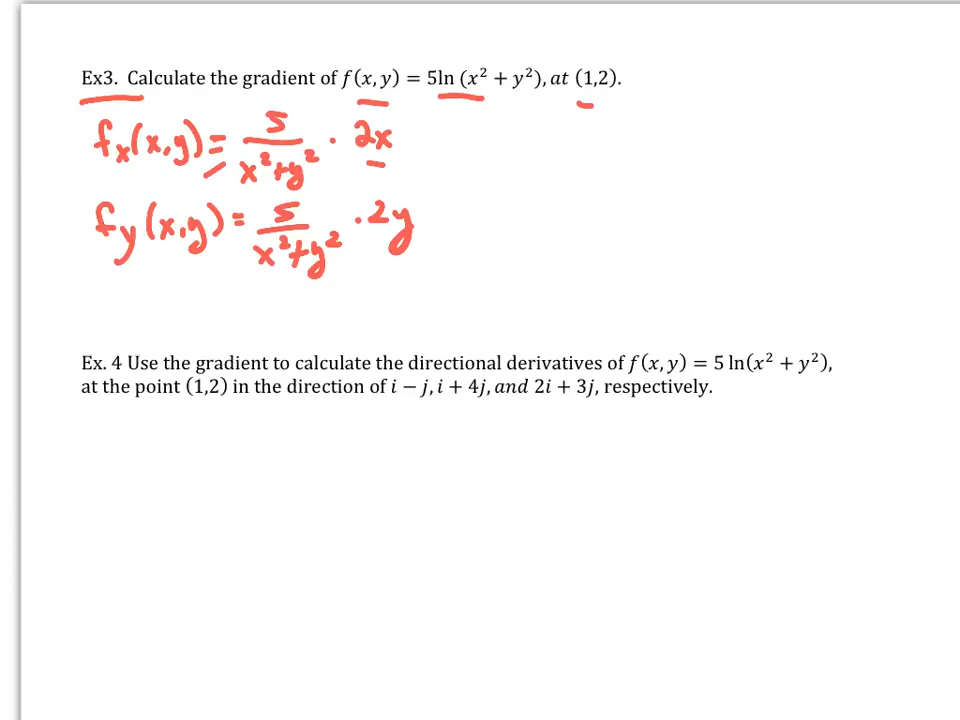 Ex3.  Calculate the gradient of f(x, y) = 5ln (x² + y²), at (1,2).
fₓ(x,y) = 5/(x²+y²) · 2x
f_y(x,y) = 5/(x²+y²) · 2y
Ex. 4 Use the gradient to calculate the directional derivatives of f(x, y) = 5 ln(x² + y²),
at the point (1,2) in the direction of i − j, i + 4j, and 2i + 3j, respectively.